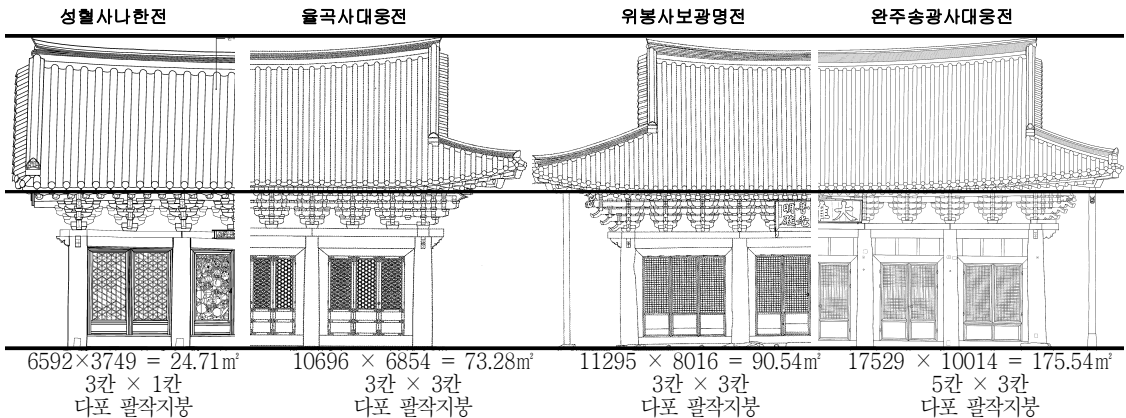 성혈사나한전 율곡사대웅전 위봉사보광명전 완주송광사대웅전
大雄
6592×3749 = 24.71㎡ 10696 × 6854 = 73.28㎡ 11295 × 8016 = 90.54㎡ 17529 × 10014 = 175.54㎡
3칸 × 1칸 3칸 × 3칸 3칸 × 3칸 5칸 × 3칸
다포 팔작지붕 다포 팔작지붕 다포 팔작지붕 다포 팔작지붕